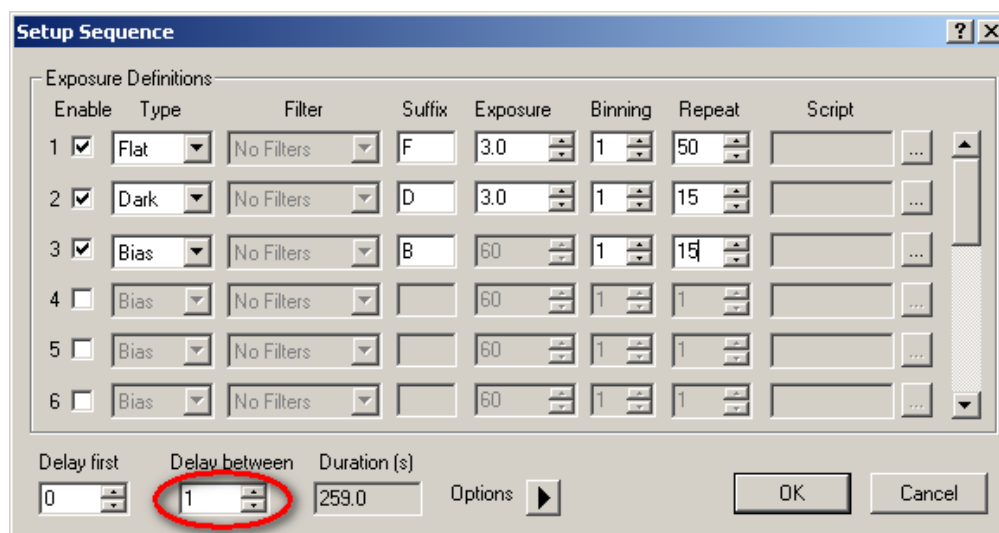 Setup Sequence
Exposure Definitions
Enable Type Filter Suffix Exposure Binning Repeat Script
1 Flat No Filters F 3.0 1 50 ...
2 Dark No Filters D 3.0 1 15 ...
3 Bias No Filters B 60 1 15 ...
4 Bias No Filters 60 1 1 ...
5 Bias No Filters 60 1 1 ...
6 Bias No Filters 60 1 1 ...
Delay first Delay between Duration (s)
0 1 259.0 Options OK Cancel